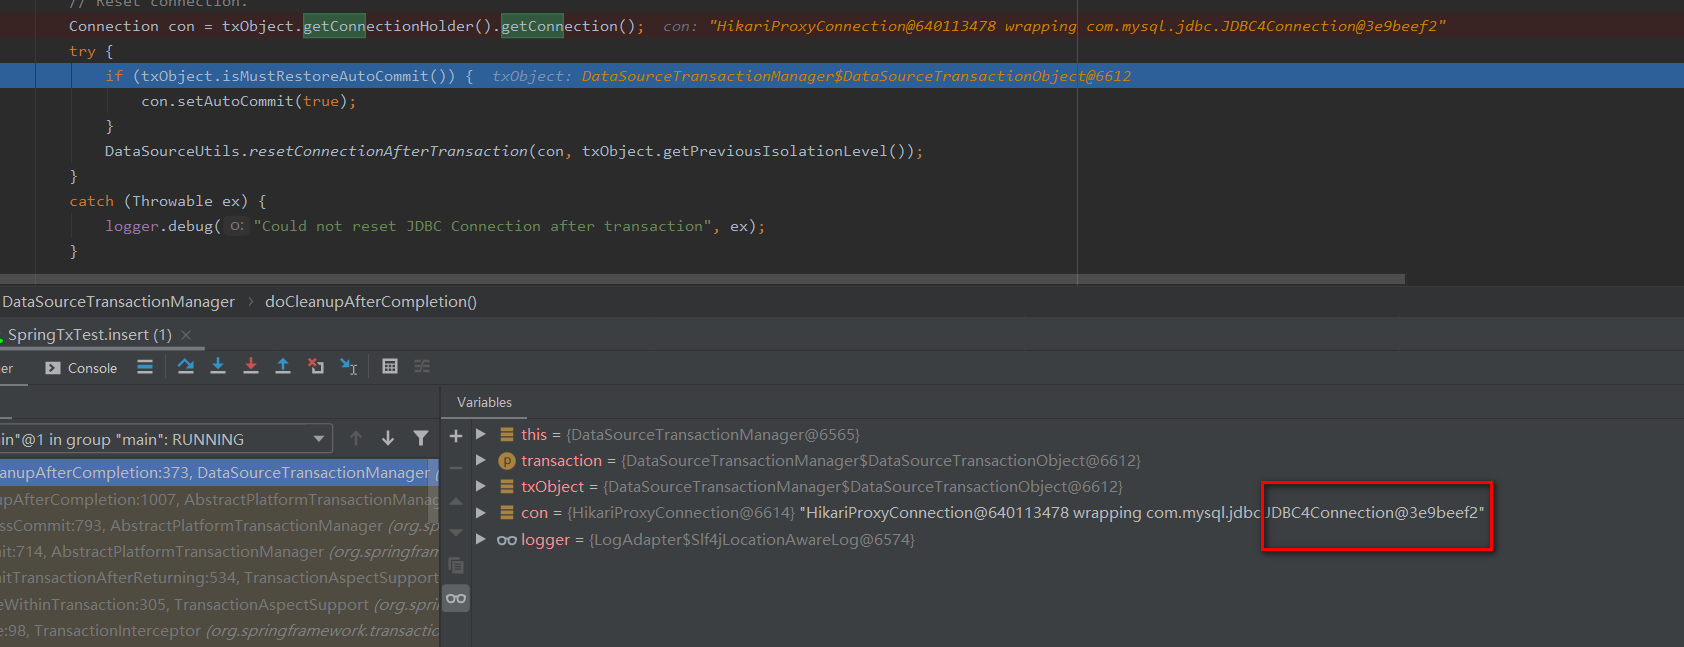 // Reset connection.
Connection con = txObject.getConnectionHolder().getConnection();  con: "HikariProxyConnection@640113478 wrapping com.mysql.jdbc.JDBC4Connection@3e9beef2"
try {
if (txObject.isMustRestoreAutoCommit()) {  txObject: DataSourceTransactionManager$DataSourceTransactionObject@6612
con.setAutoCommit(true);
}
DataSourceUtils.resetConnectionAfterTransaction(con, txObject.getPreviousIsolationLevel());
}
catch (Throwable ex) {
logger.debug( o: "Could not reset JDBC Connection after transaction", ex);
}
DataSourceTransactionManager › doCleanupAfterCompletion()
SpringTxTest.insert (1) ×
er Console
Variables
in"@1 in group "main": RUNNING
this = {DataSourceTransactionManager@6565}
p transaction = {DataSourceTransactionManager$DataSourceTransactionObject@6612}
txObject = {DataSourceTransactionManager$DataSourceTransactionObject@6612}
con = {HikariProxyConnection@6614} "HikariProxyConnection@640113478 wrapping com.mysql.jdbc.JDBC4Connection@3e9beef2"
logger = {LogAdapter$Slf4jLocationAwareLog@6574}
anupAfterCompletion:373, DataSourceTransactionManager (
upAfterCompletion:1007, AbstractPlatformTransactionManag
ssCommit:793, AbstractPlatformTransactionManager (org.sp
nit:714, AbstractPlatformTransactionManager (org.springfram
nitTransactionAfterReturning:534, TransactionAspectSupport
eWithinTransaction:305, TransactionAspectSupport (org.sprin
e:98, TransactionInterceptor (org.springframework.transactio